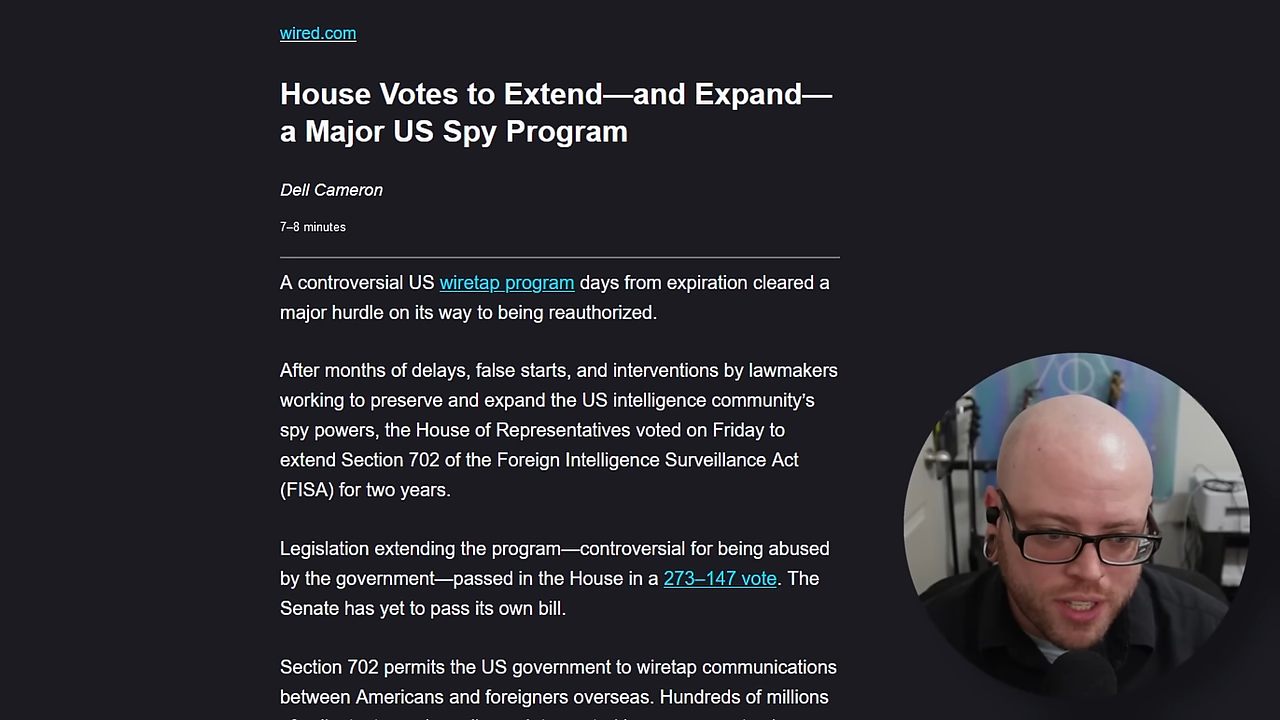 wired.com
House Votes to Extend—and Expand—
a Major US Spy Program
Dell Cameron
7–8 minutes
A controversial US wiretap program days from expiration cleared a
major hurdle on its way to being reauthorized.
After months of delays, false starts, and interventions by lawmakers
working to preserve and expand the US intelligence community’s
spy powers, the House of Representatives voted on Friday to
extend Section 702 of the Foreign Intelligence Surveillance Act
(FISA) for two years.
Legislation extending the program—controversial for being abused
by the government—passed in the House in a 273–147 vote. The
Senate has yet to pass its own bill.
Section 702 permits the US government to wiretap communications
between Americans and foreigners overseas. Hundreds of millions